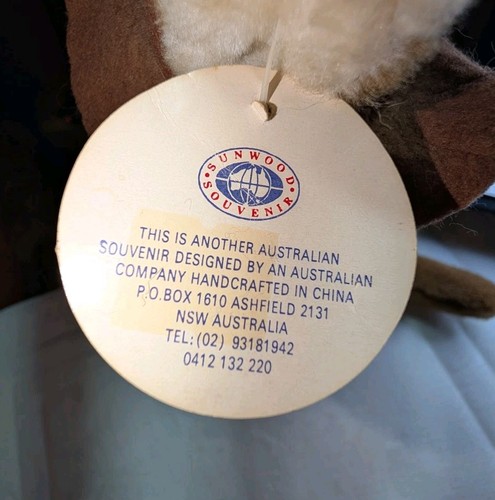 SUNWOOD
SOUVENIR
THIS IS ANOTHER AUSTRALIAN
SOUVENIR DESIGNED BY AN AUSTRALIAN
COMPANY HANDCRAFTED IN CHINA
P.O.BOX 1610 ASHFIELD 2131
NSW AUSTRALIA
TEL: (02) 93181942
0412 132 220